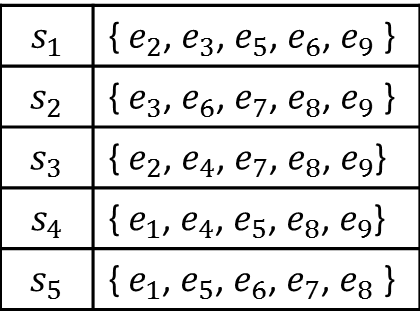 s₁ { e₂, e₃, e₅, e₆, e₉ }
s₂ { e₃, e₆, e₇, e₈, e₉ }
s₃ { e₂, e₄, e₇, e₈, e₉}
s₄ { e₁, e₄, e₅, e₈, e₉}
s₅ { e₁, e₅, e₆, e₇, e₈ }